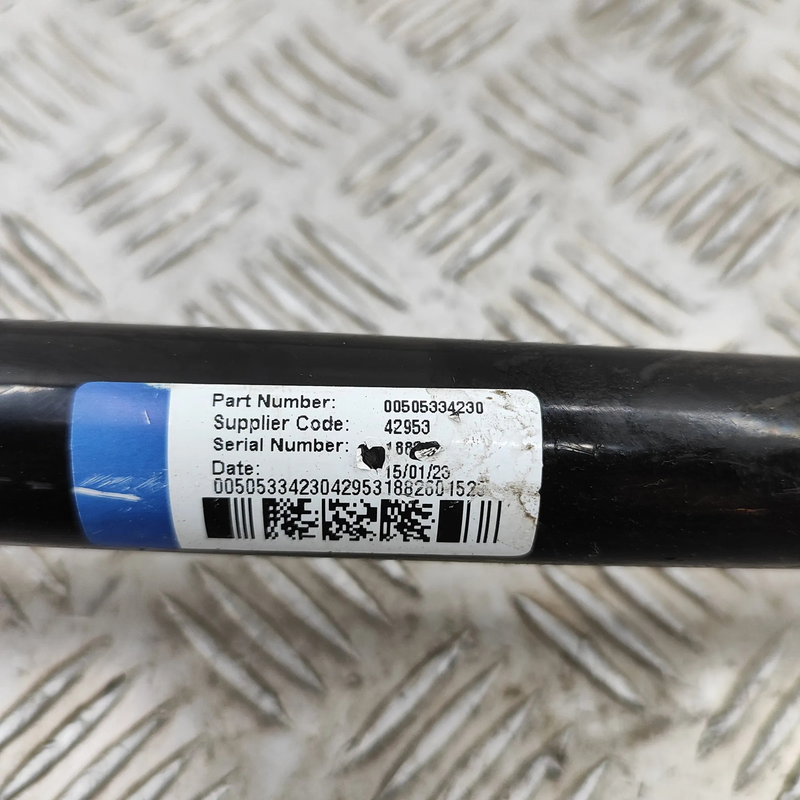 Part Number: 00505334230
Supplier Code: 42953
Serial Number:
Date: 15/01/23